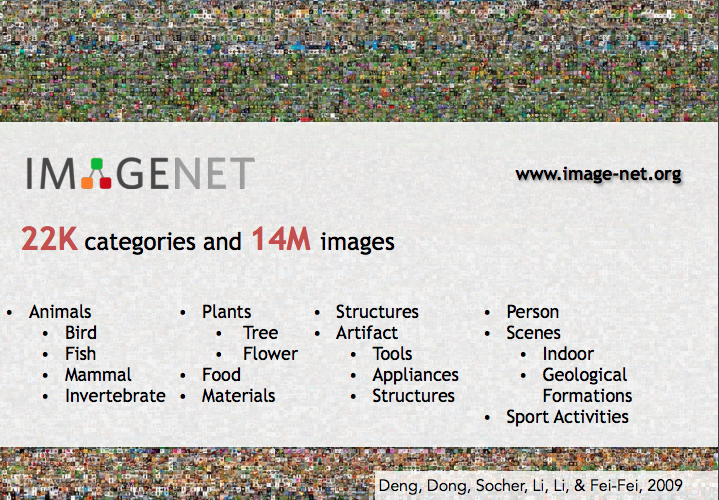 IMAGENET
www.image-net.org
22K categories and 14M images
• Animals
• Bird
• Fish
• Mammal
• Invertebrate
• Plants
• Tree
• Flower
• Food
• Materials
• Structures
• Artifact
• Tools
• Appliances
• Structures
• Person
• Scenes
• Indoor
• Geological
Formations
• Sport Activities
Deng, Dong, Socher, Li, Li, & Fei-Fei, 2009